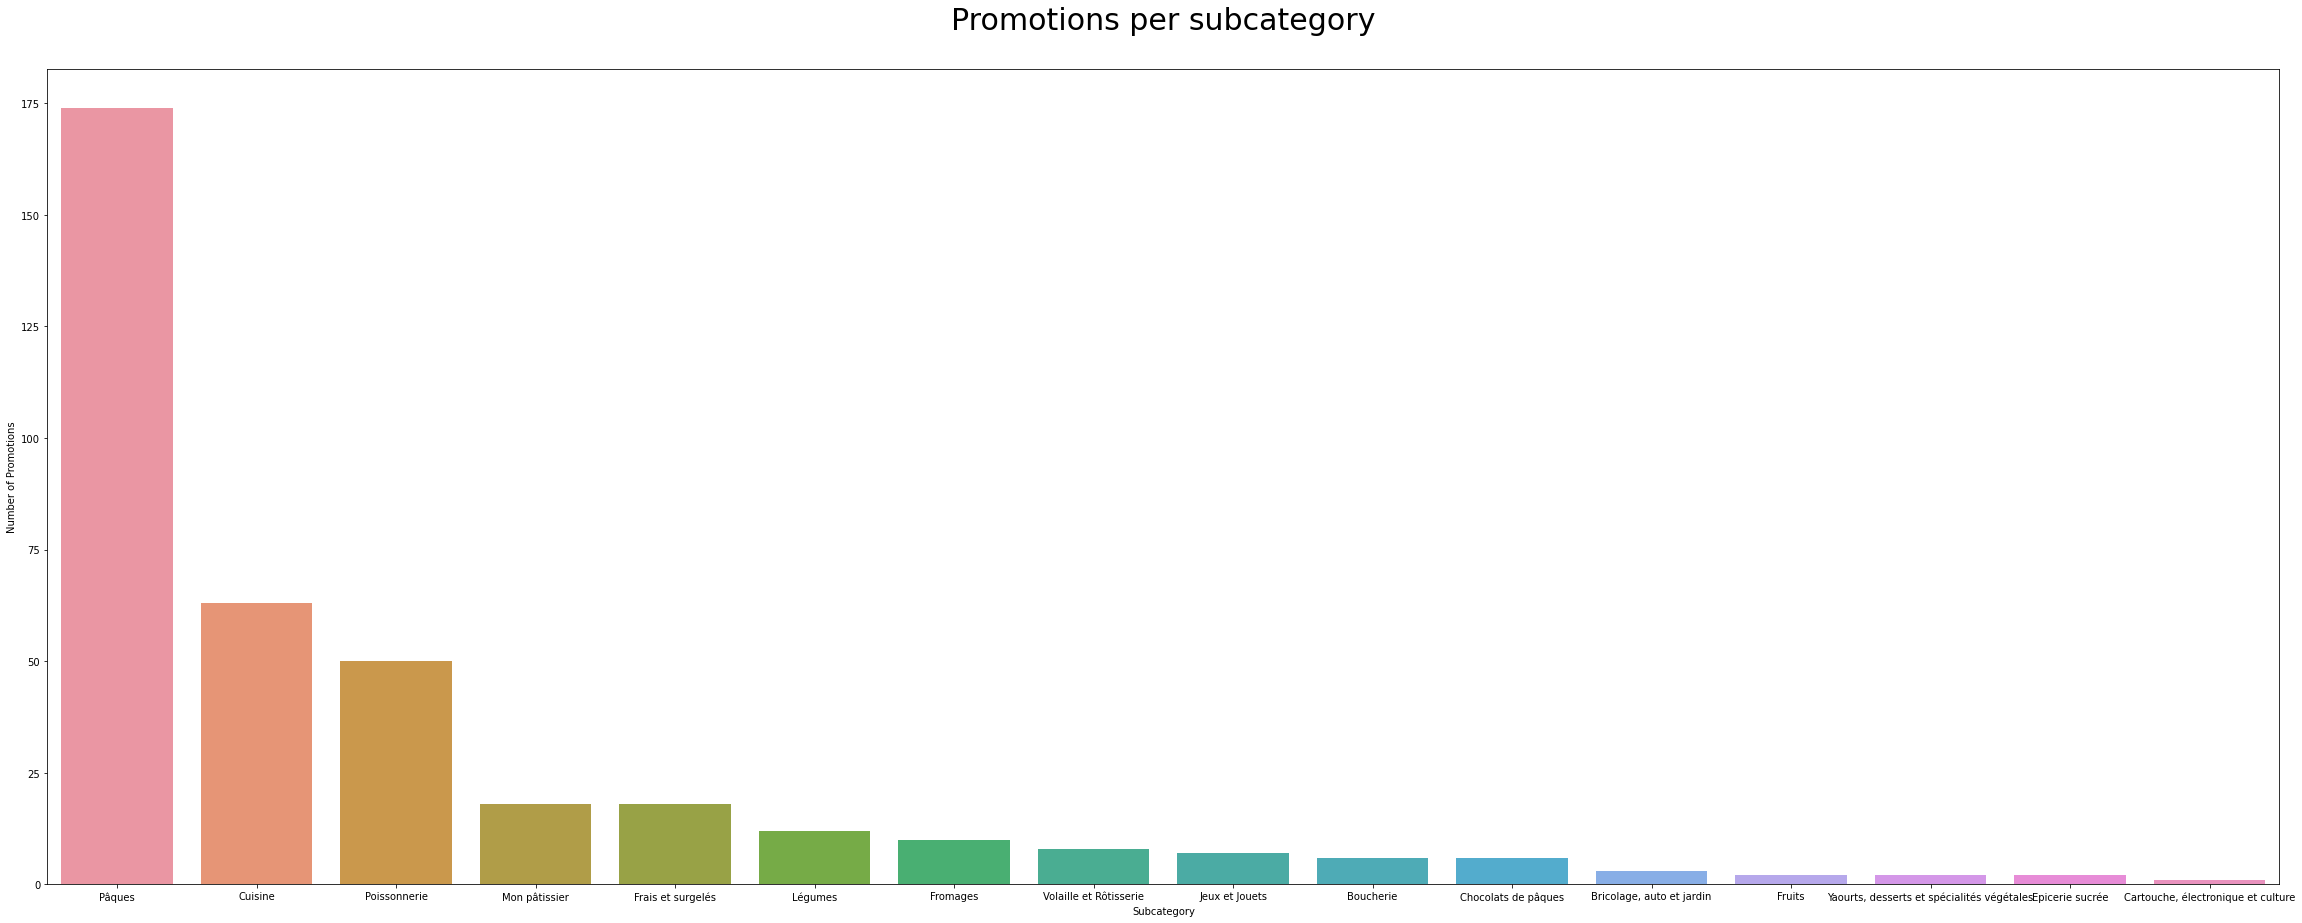 Promotions per subcategory
Number of Promotions
175
150
125
100
75
50
25
0
Pâques Cuisine Poissonnerie Mon pâtissier Frais et surgelés Légumes Fromages Volaille et Rôtisserie Jeux et Jouets Boucherie Chocolats de pâques Bricolage, auto et jardin Fruits Yaourts, desserts et spécialités végétales Epicerie sucrée Cartouche, électronique et culture
Subcategory